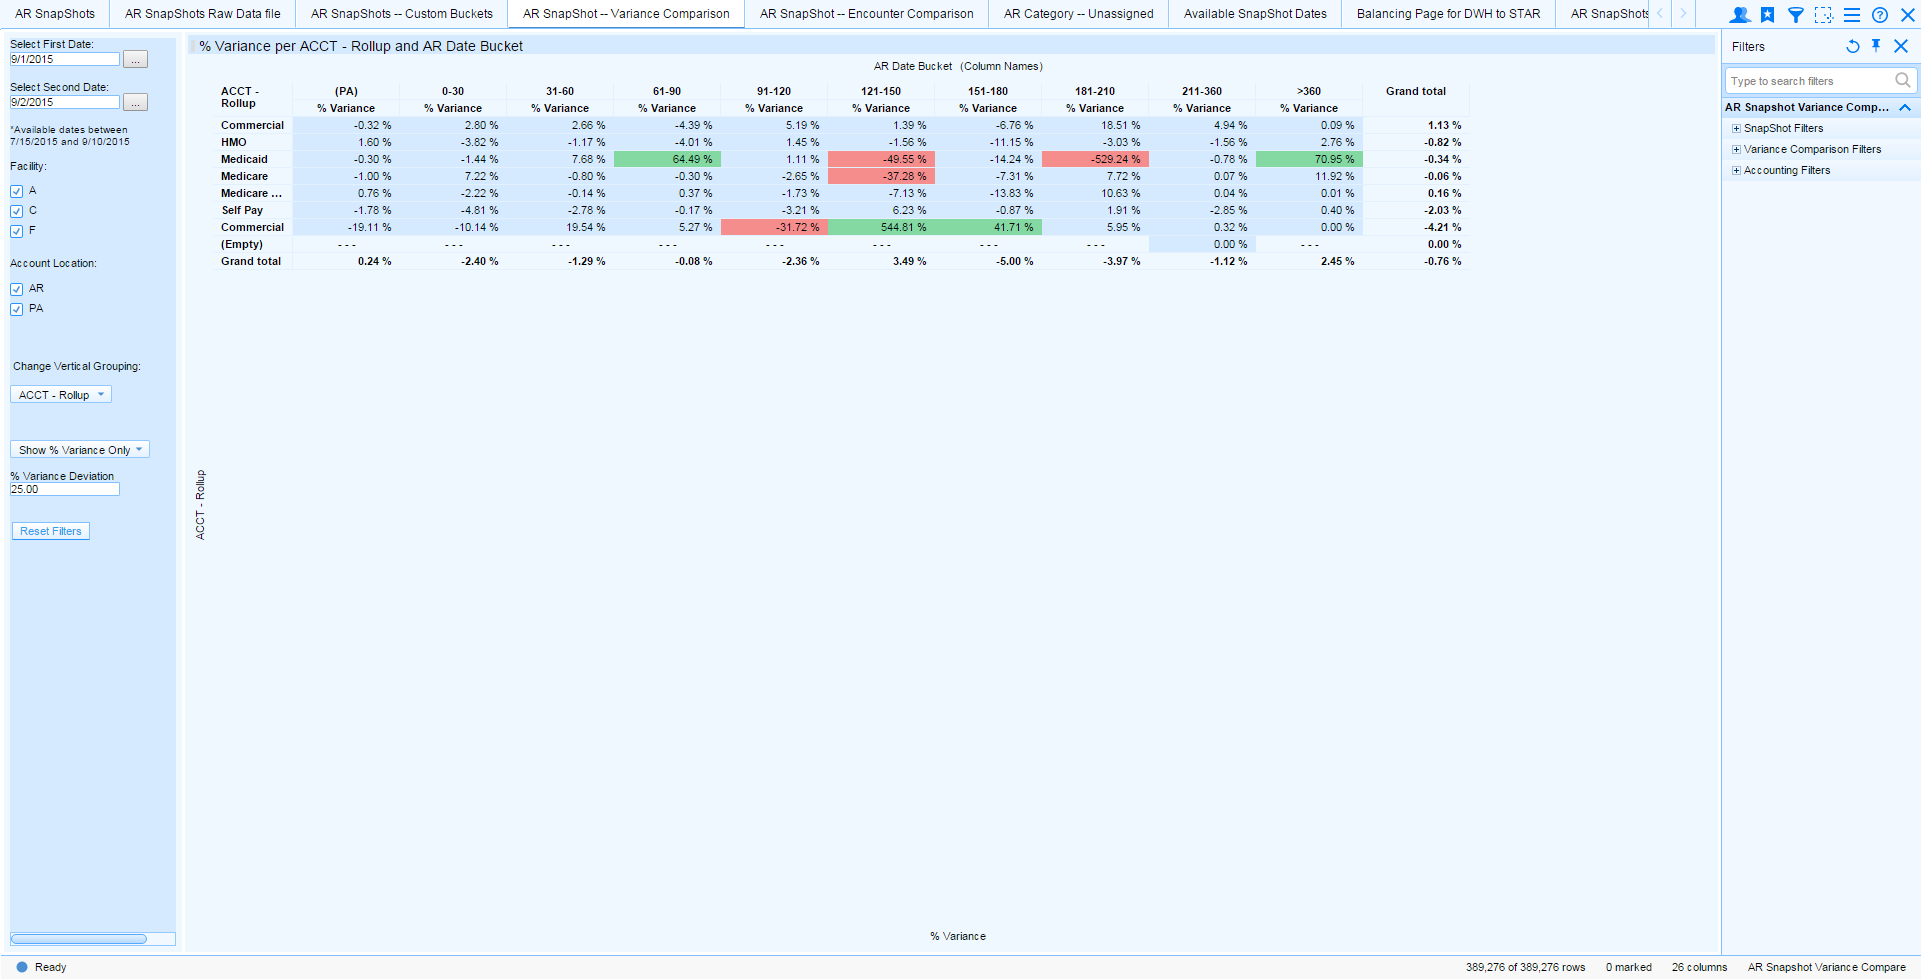 AR SnapShots AR SnapShots Raw Data file AR SnapShots -- Custom Buckets AR SnapShot -- Variance Comparison AR SnapShot -- Encounter Comparison AR Category -- Unassigned Available SnapShot Dates Balancing Page for DWH to STAR AR SnapShots
Select First Date:
9/1/2015 ...
Select Second Date:
9/2/2015 ...
*Available dates between
7/15/2015 and 9/10/2015
Facility:
A
C
F
Account Location:
AR
PA
Change Vertical Grouping:
ACCT - Rollup
Show % Variance Only
% Variance Deviation
25.00
Reset Filters
% Variance per ACCT - Rollup and AR Date Bucket
AR Date Bucket (Column Names)
ACCT - Rollup (PA) 0-30 31-60 61-90 91-120 121-150 151-180 181-210 211-360 >360 Grand total
% Variance % Variance % Variance % Variance % Variance % Variance % Variance % Variance % Variance % Variance
Commercial -0.32 % 2.80 % 2.66 % -4.39 % 5.19 % 1.39 % -6.76 % 18.51 % 4.94 % 0.09 % 1.13 %
HMO 1.60 % -3.82 % -1.17 % -4.01 % 1.45 % -1.56 % -11.15 % -3.03 % -1.56 % 2.76 % -0.82 %
Medicaid -0.30 % -1.44 % 7.68 % 64.49 % 1.11 % -49.55 % -14.24 % -529.24 % -0.78 % 70.95 % -0.34 %
Medicare -1.00 % 7.22 % -0.80 % -0.30 % -2.65 % -37.28 % -7.31 % 7.72 % 0.07 % 11.92 % -0.06 %
Medicare ... 0.76 % -2.22 % -0.14 % 0.37 % -1.73 % -7.13 % -13.83 % 10.63 % 0.04 % 0.01 % 0.16 %
Self Pay -1.78 % -4.81 % -2.78 % -0.17 % -3.21 % 6.23 % -0.87 % 1.91 % -2.85 % 0.40 % -2.03 %
Commercial -19.11 % -10.14 % 19.54 % 5.27 % -31.72 % 544.81 % 41.71 % 5.95 % 0.32 % 0.00 % -4.21 %
(Empty) --- --- --- --- --- --- --- --- 0.00 % --- 0.00 %
Grand total 0.24 % -2.40 % -1.29 % -0.08 % -2.36 % 3.49 % -5.00 % -3.97 % -1.12 % 2.45 % -0.76 %
ACCT - Rollup
% Variance
Filters
Type to search filters
AR Snapshot Variance Comp...
SnapShot Filters
Variance Comparison Filters
Accounting Filters
Ready 389,276 of 389,276 rows 0 marked 26 columns AR Snapshot Variance Compare